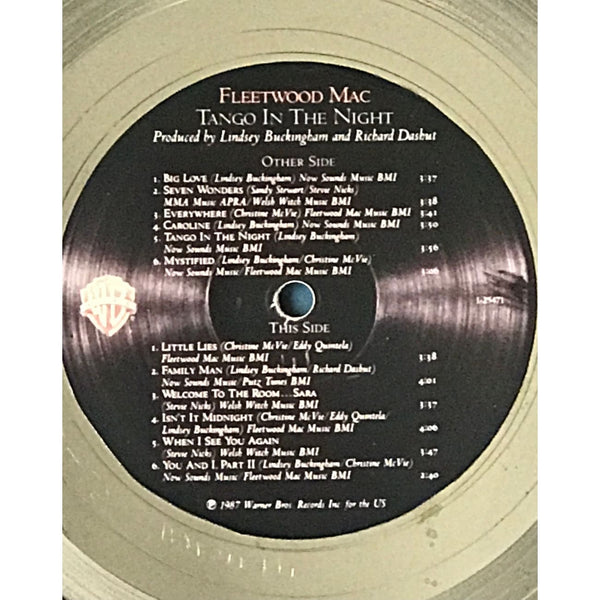 FLEETWOOD MAC
TANGO IN THE NIGHT
Produced by Lindsey Buckingham and Richard Dashut
OTHER SIDE
1. BIG LOVE (Lindsey Buckingham) Now Sounds Music BMI 3:37
2. SEVEN WONDERS (Sandy Stewart/Stevie Nicks)
MMA Music APRA/Welsh Witch Music BMI 3:38
3. EVERYWHERE (Christine McVie) Fleetwood Mac Music BMI 3:41
4. CAROLINE (Lindsey Buckingham) Now Sounds Music BMI 3:50
5. TANGO IN THE NIGHT (Lindsey Buckingham)
Now Sounds Music BMI 3:56
6. MYSTIFIED (Lindsey Buckingham/Christine McVie)
Now Sounds Music/Fleetwood Mac Music BMI 3:06
1-25471
THIS SIDE
1. LITTLE LIES (Christine McVie/Eddy Quintela)
Fleetwood Mac Music BMI 3:38
2. FAMILY MAN (Lindsey Buckingham/Richard Dashut)
Now Sounds Music/Putz Tunes BMI 4:01
3. WELCOME TO THE ROOM...SARA
(Stevie Nicks) Welsh Witch Music BMI 3:37
4. ISN'T IT MIDNIGHT (Christine McVie/Eddy Quintela/
Lindsey Buckingham) Fleetwood Mac Music BMI 4:06
5. WHEN I SEE YOU AGAIN
(Stevie Nicks) Welsh Witch Music BMI 3:47
6. YOU AND I, PART II (Lindsey Buckingham/Christine McVie)
Now Sounds Music/Fleetwood Mac Music BMI 2:40
℗ 1987 Warner Bros. Records Inc. for the US